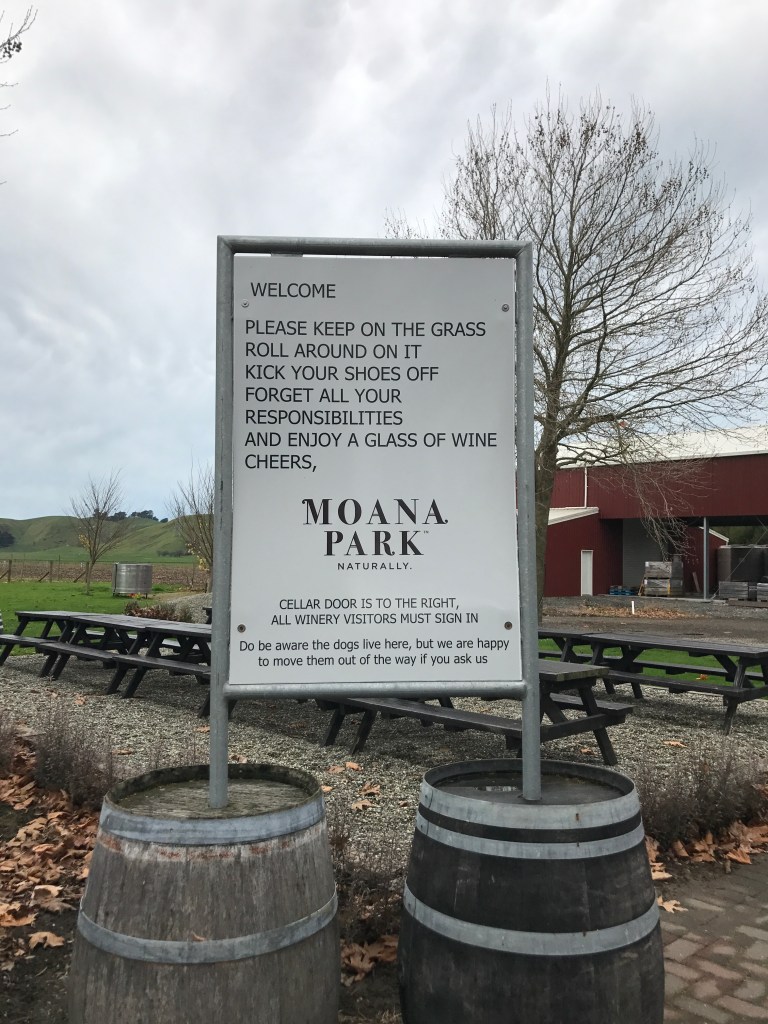 WELCOME
PLEASE KEEP ON THE GRASS
ROLL AROUND ON IT
KICK YOUR SHOES OFF
FORGET ALL YOUR
RESPONSIBILITIES
AND ENJOY A GLASS OF WINE
CHEERS,
MOANA
PARK™
NATURALLY.
CELLAR DOOR IS TO THE RIGHT,
ALL WINERY VISITORS MUST SIGN IN
Do be aware the dogs live here, but we are happy
to move them out of the way if you ask us